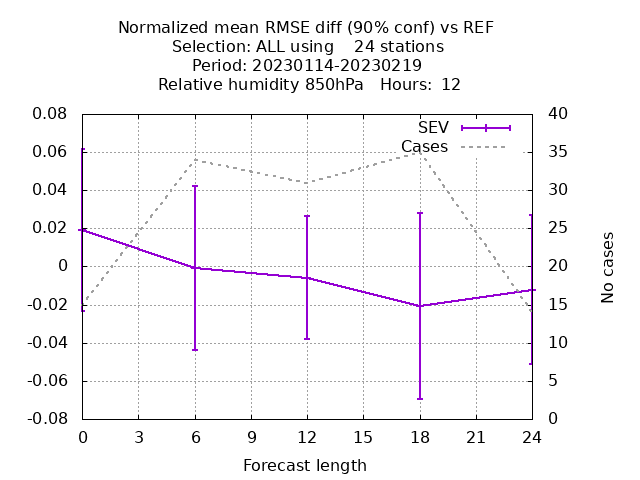 Normalized mean RMSE diff (90% conf) vs REF
Selection: ALL using    24 stations
Period: 20230114-20230219
Relative humidity 850hPa   Hours:  12
0.08
0.06
0.04
0.02
0
-0.02
-0.04
-0.06
-0.08
SEV
Cases
40
35
30
25
20
15
10
5
0
No cases
0 3 6 9 12 15 18 21 24
Forecast length